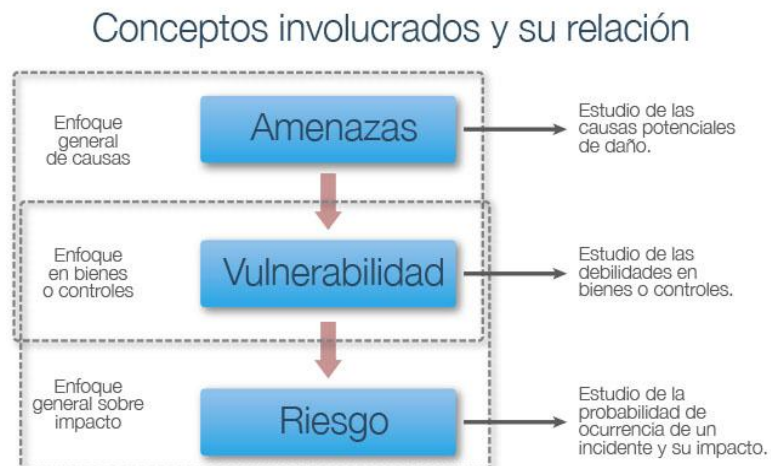 Conceptos involucrados y su relación
Enfoque
general
de causas
Amenazas
Estudio de las
causas potenciales
de daño.
Enfoque
en bienes
o controles
Vulnerabilidad
Estudio de las
debilidades en
bienes o controles.
Enfoque
general sobre
impacto
Riesgo
Estudio de la
probabilidad de
ocurrencia de un
incidente y su impacto.